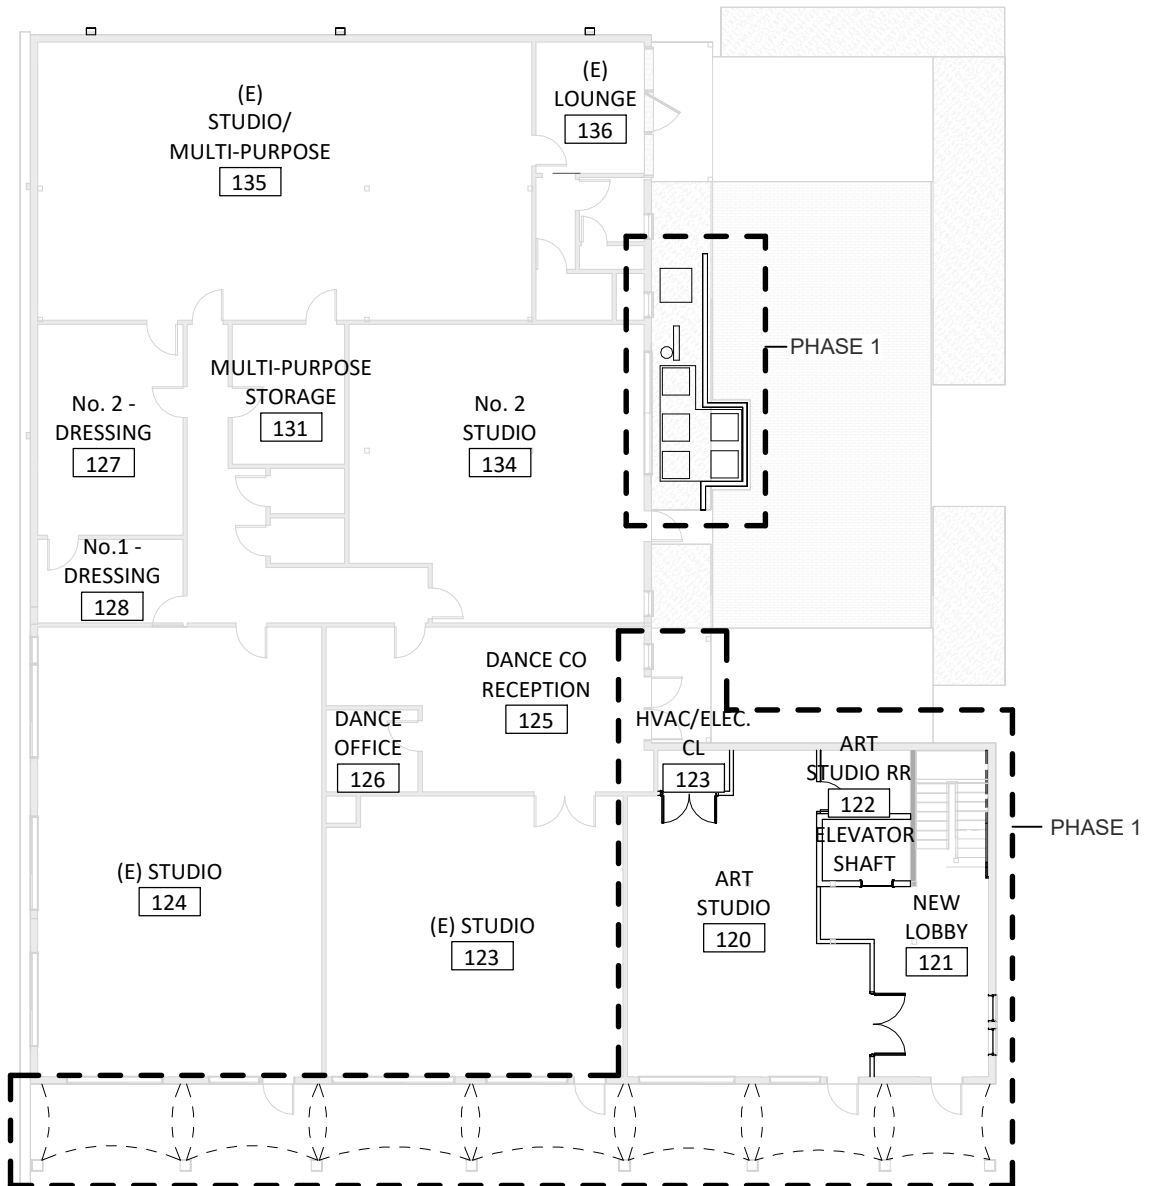 (E)
STUDIO/
MULTI-PURPOSE
135
(E)
LOUNGE
136
PHASE 1
MULTI-PURPOSE
STORAGE
131
No. 2 -
DRESSING
127
No. 2
STUDIO
134
No.1 -
DRESSING
128
DANCE CO
RECEPTION
125
DANCE
OFFICE
126
HVAC/ELEC.
CL
123
ART
STUDIO RR
122
ELEVATOR
SHAFT
PHASE 1
(E) STUDIO
124
(E) STUDIO
123
ART
STUDIO
120
NEW
LOBBY
121